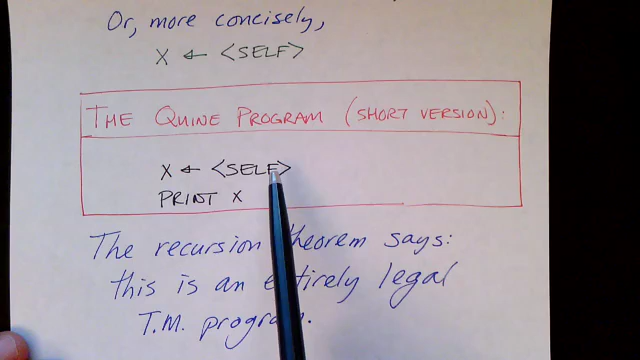 Or, more concisely,
X ← <SELF>
THE QUINE PROGRAM (SHORT VERSION):
X ← <SELF>
PRINT X
The recursion theorem says:
this is an entirely legal
T.M. program.